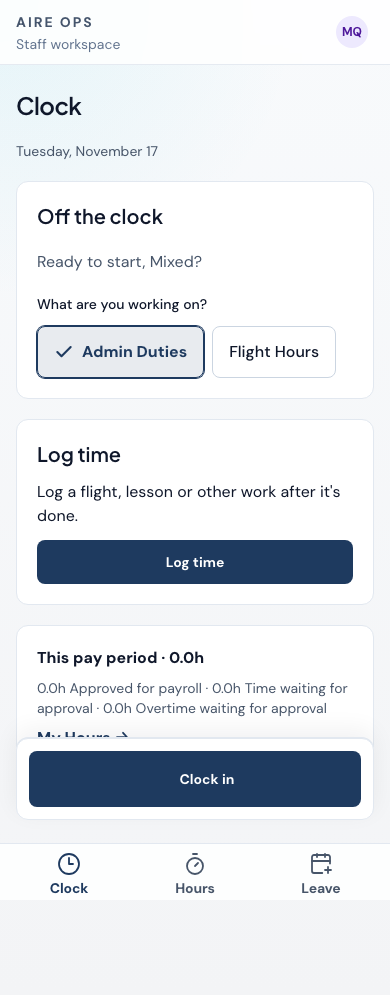 AIRE OPS
Staff workspace
MQ
Clock
Tuesday, November 17
Off the clock
Ready to start, Mixed?
What are you working on?
Admin Duties
Flight Hours
Log time
Log a flight, lesson or other work after it's
done.
Log time
This pay period · 0.0h
0.0h Approved for payroll · 0.0h Time waiting for
approval · 0.0h Overtime waiting for approval
My Hours →
Clock in
Clock
Hours
Leave